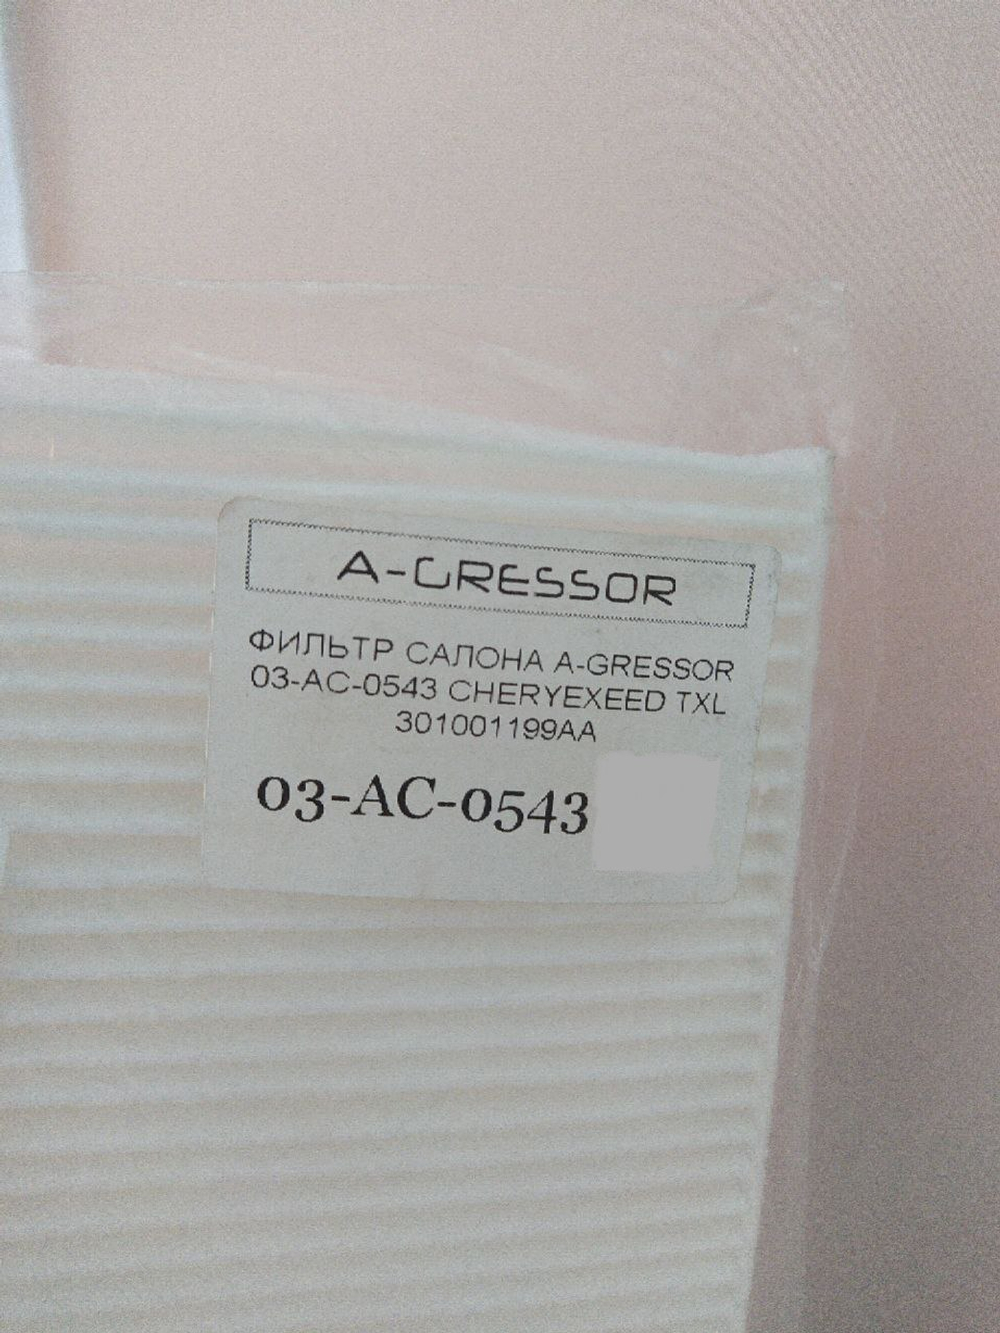 A-GRESSOR
ФИЛЬТР САЛОНА A-GRESSOR
03-AC-0543 CHERYEXEED TXL
301001199AA
03-AC-0543